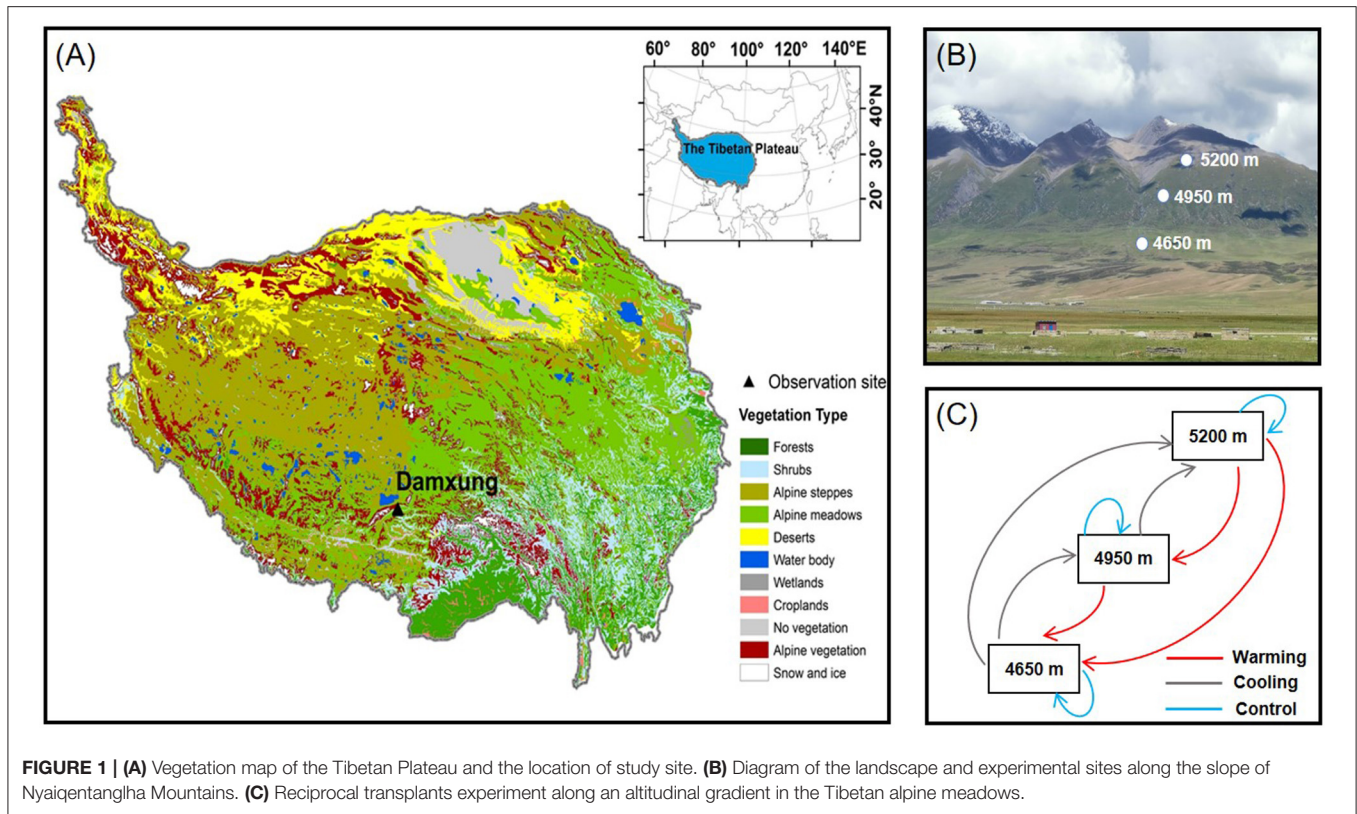 (A)
60° 80° 100° 120° 140°E
40°N
30°
20°
The Tibetan Plateau
Observation site
Vegetation Type
Forests
Shrubs
Alpine steppes
Alpine meadows
Deserts
Water body
Wetlands
Croplands
No vegetation
Alpine vegetation
Snow and ice
Damxung
(B)
5200 m
4950 m
4650 m
(C)
5200 m
4950 m
4650 m
Warming
Cooling
Control
FIGURE 1 | (A) Vegetation map of the Tibetan Plateau and the location of study site. (B) Diagram of the landscape and experimental sites along the slope of
Nyaiqentanglha Mountains. (C) Reciprocal transplants experiment along an altitudinal gradient in the Tibetan alpine meadows.